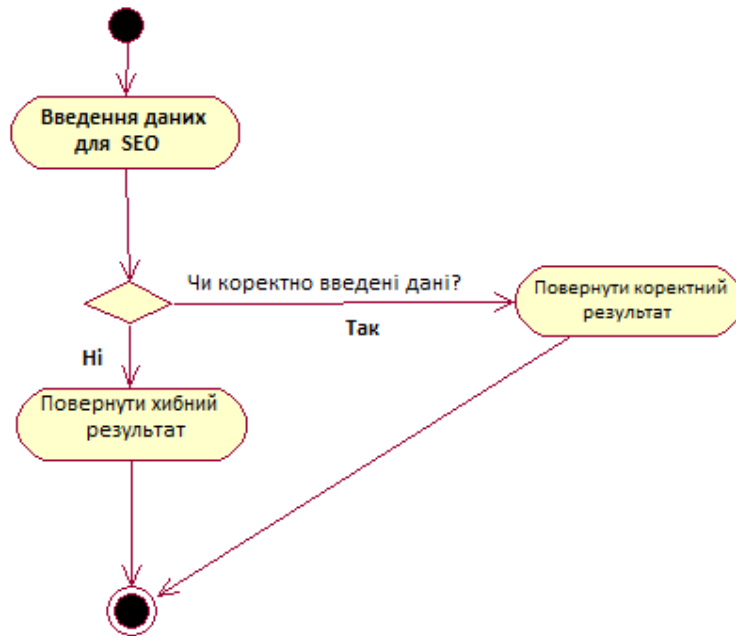 Введення даних
для SEO
Чи коректно введені дані?
Так
Повернути коректний
результат
Ні
Повернути хибний
результат